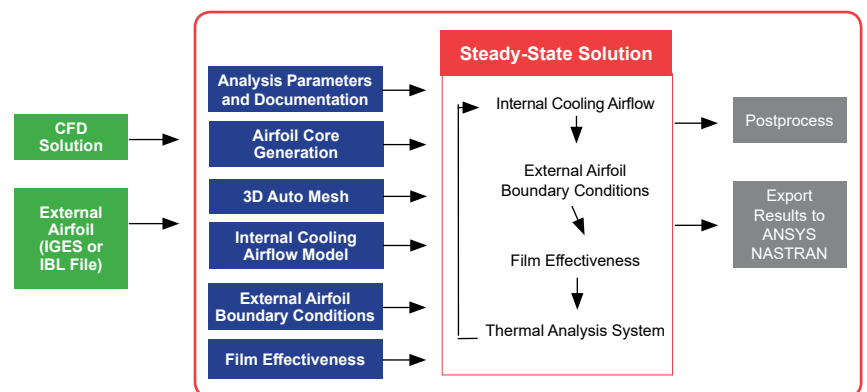 CFD
Solution
External
Airfoil
(IGES or
IBL File)
Analysis Parameters
and Documentation
Airfoil Core
Generation
3D Auto Mesh
Internal Cooling
Airflow Model
External Airfoil
Boundary Conditions
Film Effectiveness
Steady-State Solution
Internal Cooling Airflow
External Airfoil
Boundary Conditions
Film Effectiveness
Thermal Analysis System
Postprocess
Export
Results to
ANSYS
NASTRAN